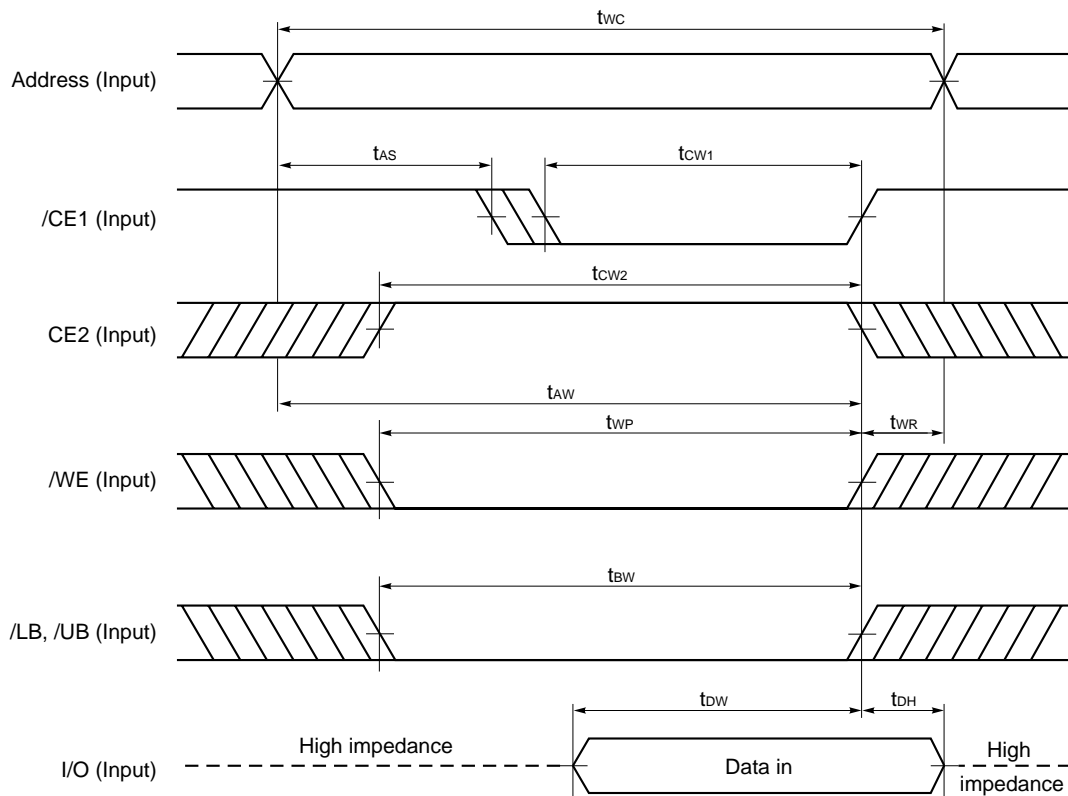 tWC
Address (Input)
tAS
tCW1
/CE1 (Input)
tCW2
CE2 (Input)
tAW
tWP
tWR
/WE (Input)
tBW
/LB, /UB (Input)
tDW
tDH
I/O (Input)
High impedance
Data in
High
impedance